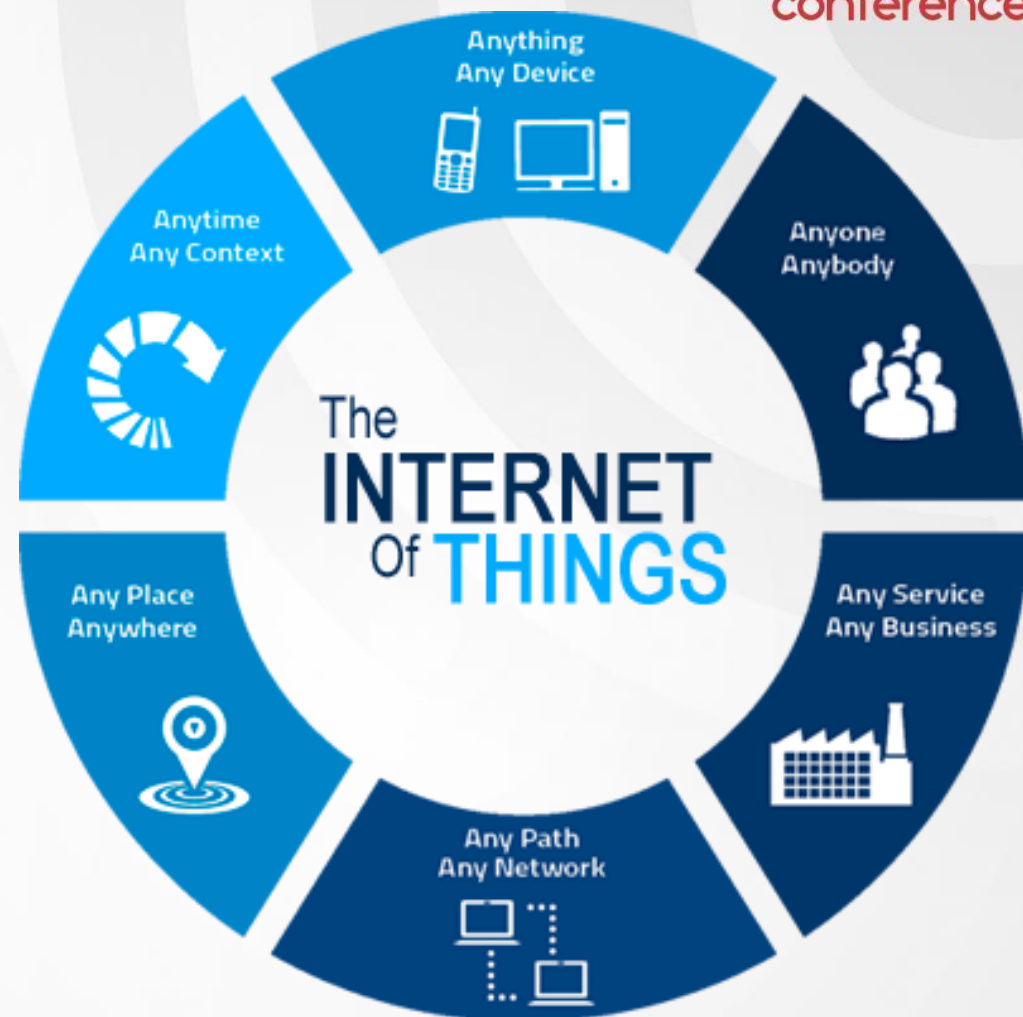 conference
Anything
Any Device
Anyone
Anybody
Any Service
Any Business
Any Path
Any Network
Any Place
Anywhere
Anytime
Any Context
The
INTERNET
Of THINGS